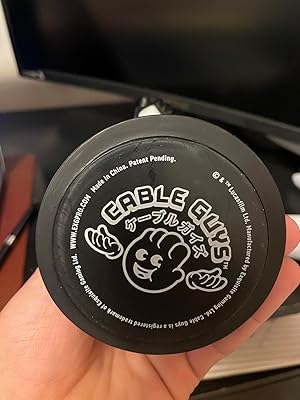 CABLE GUYS™
ケーブルガイズ
WWW.EXGPRO.COM Made in China. Patent Pending.
© & ™ Lucasfilm Ltd. Manufactured by Exquisite Gaming Ltd. Cable Guys is a registered trademark of Exquisite Gaming Ltd.